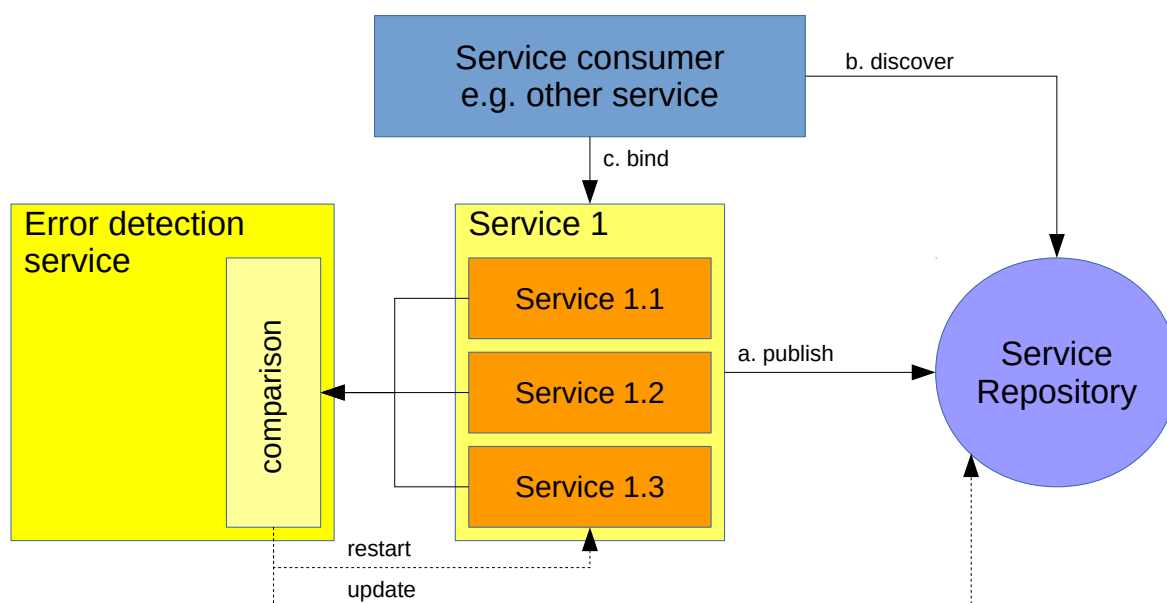 Service consumer
e.g. other service
b. discover
c. bind
Error detection
service
comparison
Service 1
Service 1.1
Service 1.2
Service 1.3
a. publish
Service
Repository
restart
update